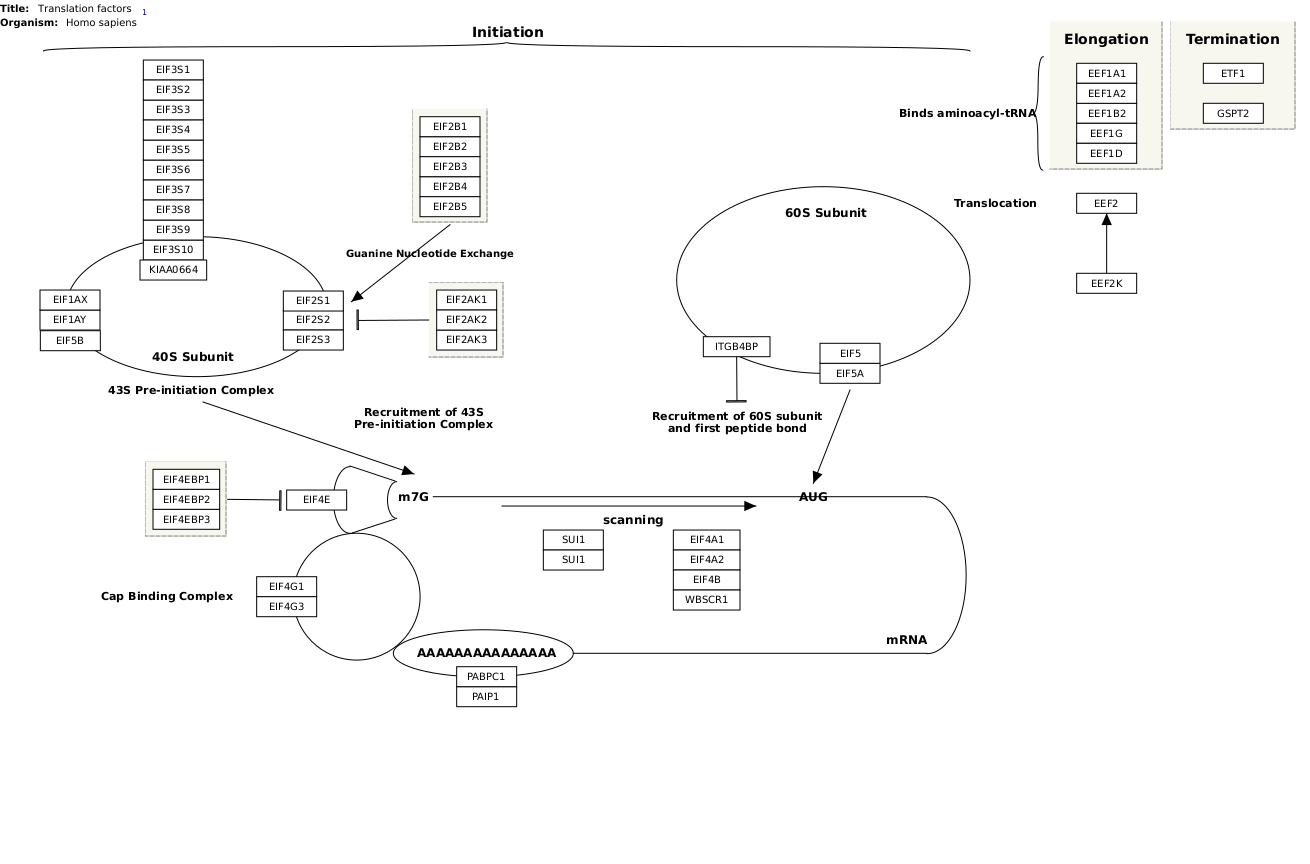 Title: Translation factors 1
Organism: Homo sapiens
Initiation
Elongation
Termination
EIF3S1
EIF3S2
EIF3S3
EIF3S4
EIF3S5
EIF3S6
EIF3S7
EIF3S8
EIF3S9
EIF3S10
KIAA0664
EIF2B1
EIF2B2
EIF2B3
EIF2B4
EIF2B5
Binds aminoacyl-tRNA
EEF1A1
EEF1A2
EEF1B2
EEF1G
EEF1D
ETF1
GSPT2
Translocation
EEF2
EEF2K
60S Subunit
Guanine Nucleotide Exchange
EIF1AX
EIF1AY
EIF5B
EIF2S1
EIF2S2
EIF2S3
EIF2AK1
EIF2AK2
EIF2AK3
40S Subunit
43S Pre-initiation Complex
ITGB4BP
EIF5
EIF5A
Recruitment of 43S
Pre-initiation Complex
Recruitment of 60S subunit
and first peptide bond
EIF4EBP1
EIF4EBP2
EIF4EBP3
EIF4E
m7G
AUG
scanning
SUI1
SUI1
EIF4A1
EIF4A2
EIF4B
WBSCR1
Cap Binding Complex
EIF4G1
EIF4G3
mRNA
AAAAAAAAAAAAAAA
PABPC1
PAIP1